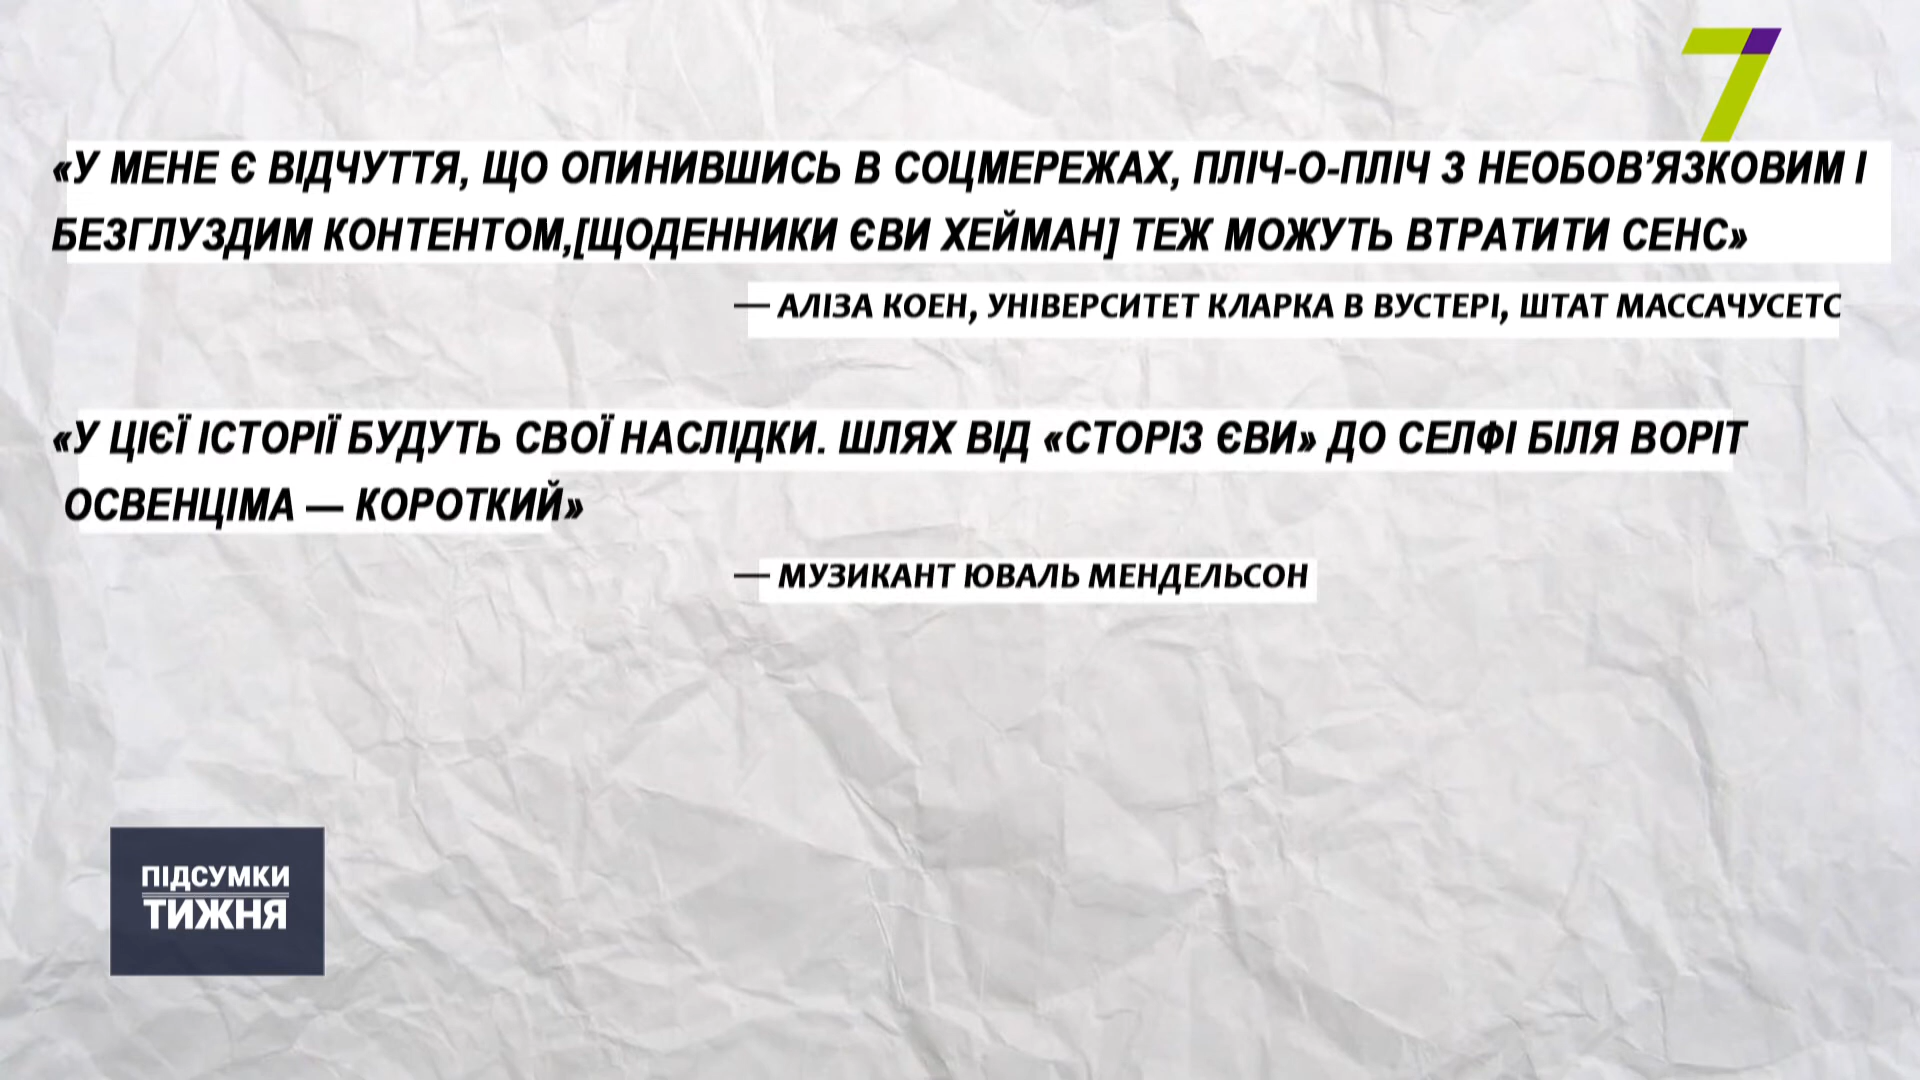 7
«У МЕНЕ Є ВІДЧУТТЯ, ЩО ОПИНИВШИСЬ В СОЦМЕРЕЖАХ, ПЛІЧ-О-ПЛІЧ З НЕОБОВ’ЯЗКОВИМ І
БЕЗГЛУЗДИМ КОНТЕНТОМ,[ЩОДЕННИКИ ЄВИ ХЕЙМАН] ТЕЖ МОЖУТЬ ВТРАТИТИ СЕНС»
— АЛІЗА КОЕН, УНІВЕРСИТЕТ КЛАРКА В ВУСТЕРІ, ШТАТ МАССАЧУСЕТС
«У ЦІЄЇ ІСТОРІЇ БУДУТЬ СВОЇ НАСЛІДКИ. ШЛЯХ ВІД «СТОРІЗ ЄВИ» ДО СЕЛФІ БІЛЯ ВОРІТ
ОСВЕНЦІМА — КОРОТКИЙ»
— МУЗИКАНТ ЮВАЛЬ МЕНДЕЛЬСОН
ПІДСУМКИ
ТИЖНЯ